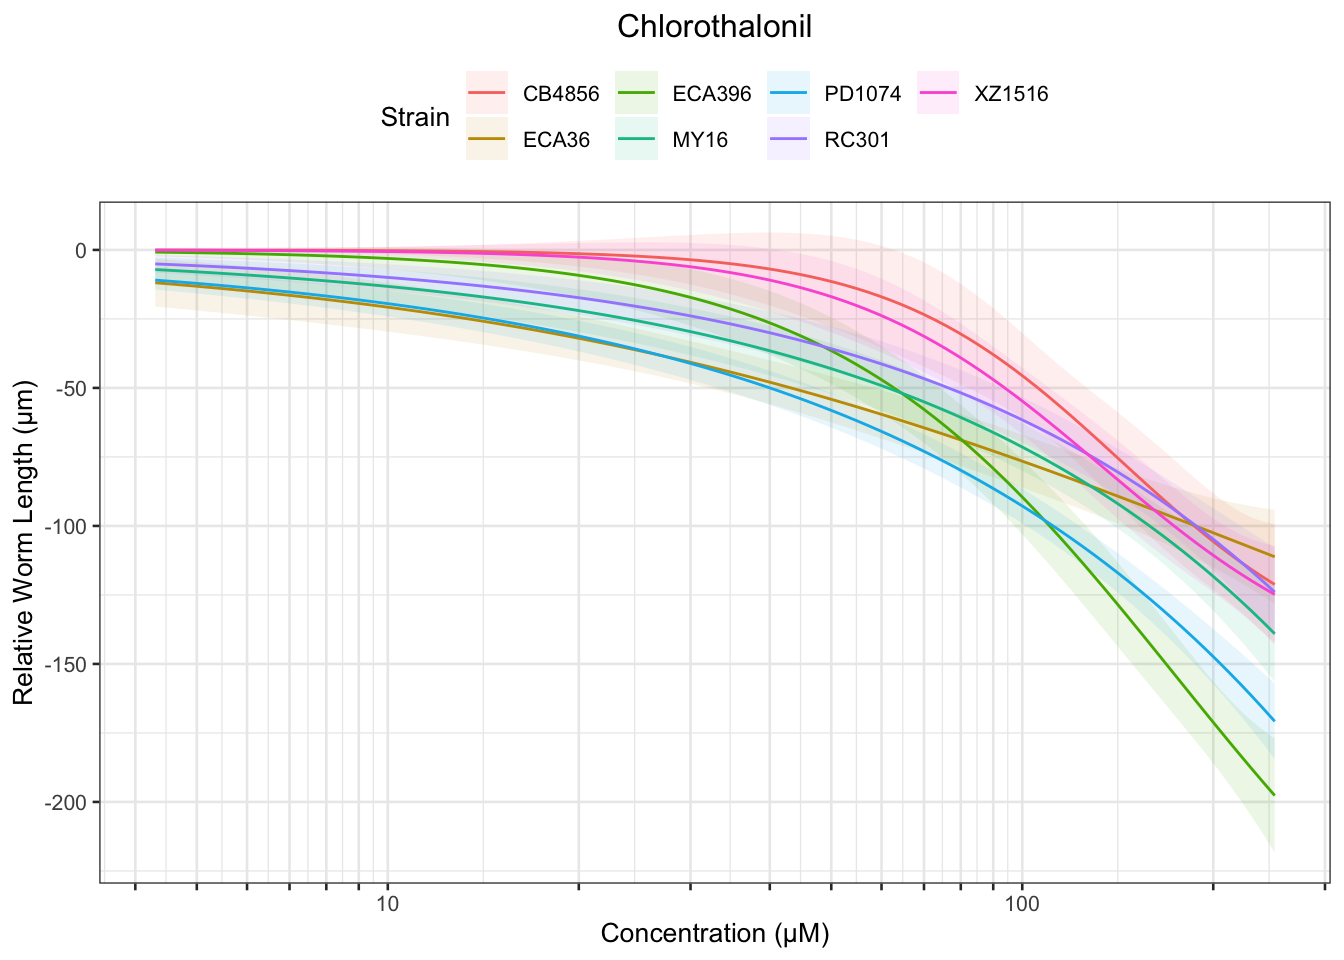 Chlorothalonil
Strain
CB4856 ECA396 PD1074 XZ1516
ECA36 MY16 RC301
Relative Worm Length (µm)
0
-50
-100
-150
-200
10 100
Concentration (µM)